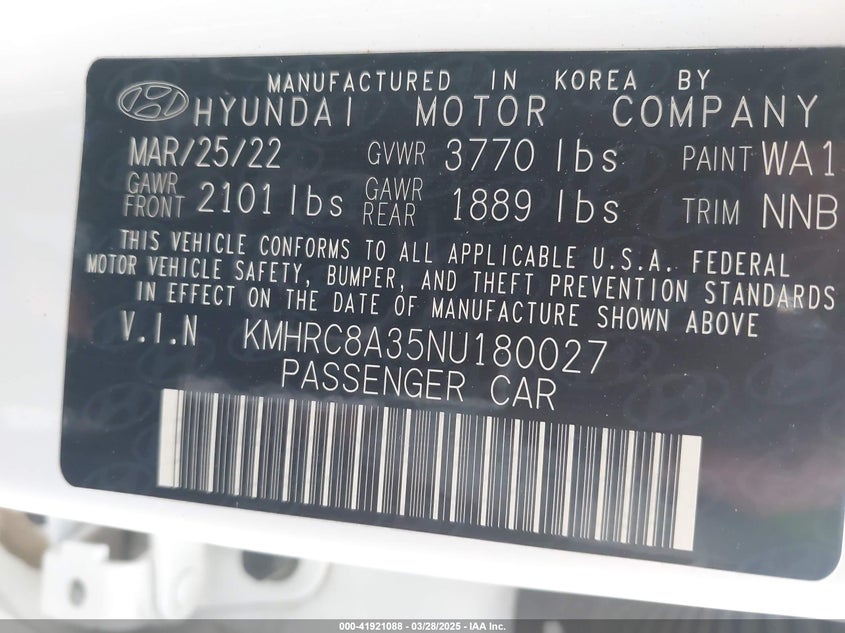 MANUFACTURED IN KOREA BY
HYUNDAI MOTOR COMPANY
MAR/25/22 GVWR 3770 lbs PAINT WA1
GAWR FRONT 2101 lbs GAWR REAR 1889 lbs TRIM NNB
THIS VEHICLE CONFORMS TO ALL APPLICABLE U.S.A. FEDERAL
MOTOR VEHICLE SAFETY, BUMPER, AND THEFT PREVENTION STANDARDS
IN EFFECT ON THE DATE OF MANUFACTURE SHOWN ABOVE
V.I.N KMHRC8A35NU180027
PASSENGER CAR
000-41921088 — 03/28/2025 — IAA Inc.